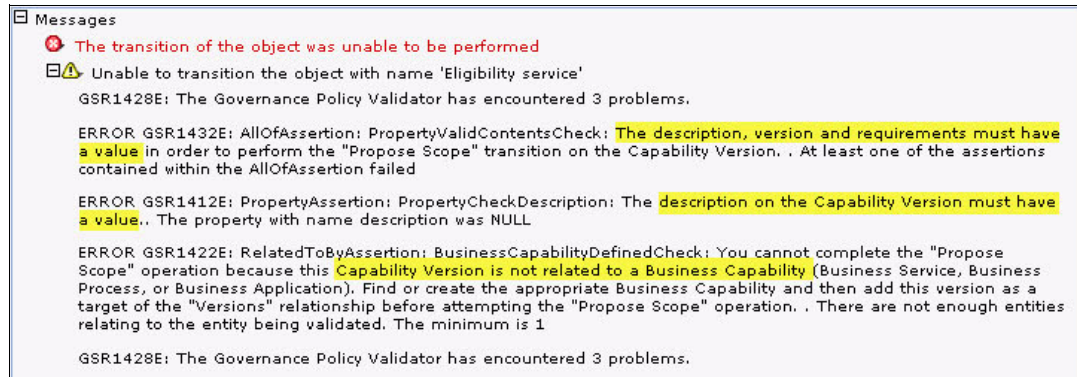 Messages
The transition of the object was unable to be performed
Unable to transition the object with name 'Eligibility service'
GSR1428E: The Governance Policy Validator has encountered 3 problems.
ERROR GSR1432E: AllOfAssertion: PropertyValidContentsCheck: The description, version and requirements must have
a value in order to perform the "Propose Scope" transition on the Capability Version. . At least one of the assertions
contained within the AllOfAssertion failed
ERROR GSR1412E: PropertyAssertion: PropertyCheckDescription: The description on the Capability Version must have
a value.. The property with name description was NULL
ERROR GSR1422E: RelatedToByAssertion: BusinessCapabilityDefinedCheck: You cannot complete the "Propose
Scope" operation because this Capability Version is not related to a Business Capability (Business Service, Business
Process, or Business Application). Find or create the appropriate Business Capability and then add this version as a
target of the "Versions" relationship before attempting the "Propose Scope" operation. . There are not enough entities
relating to the entity being validated. The minimum is 1
GSR1428E: The Governance Policy Validator has encountered 3 problems.